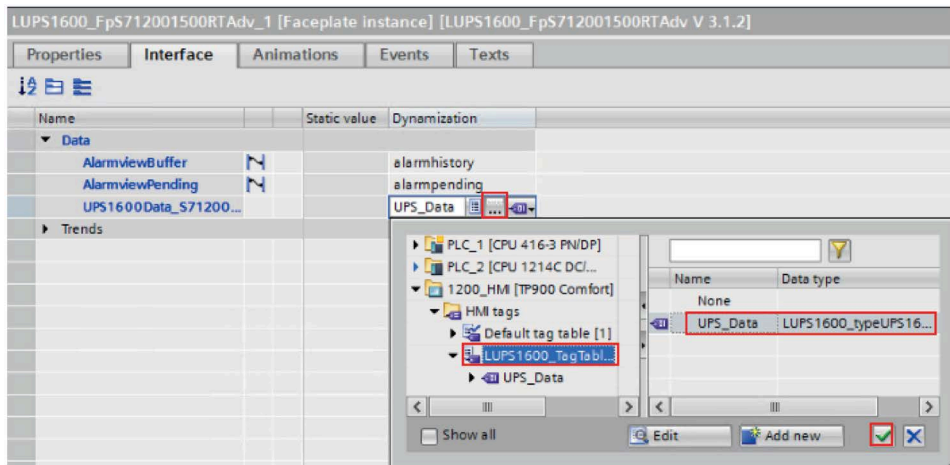 LUPS1600_FpS712001500RTAdv_1 [Faceplate instance] [LUPS1600_FpS712001500RTAdv V 3.1.2]
Properties Interface Animations Events Texts
Name Static value Dynamization
Data
AlarmviewBuffer alarmhistory
AlarmviewPending alarmpending
UPS1600Data_S71200... UPS_Data ...
Trends
PLC_1 [CPU 416-3 PN/DP]
PLC_2 [CPU 1214C DC/...
1200_HMI [TP900 Comfort]
HMI tags
Default tag table [1]
LUPS1600_TagTabl...
UPS_Data
Name Data type
None
UPS_Data LUPS1600_typeUPS16...
Show all Edit Add new